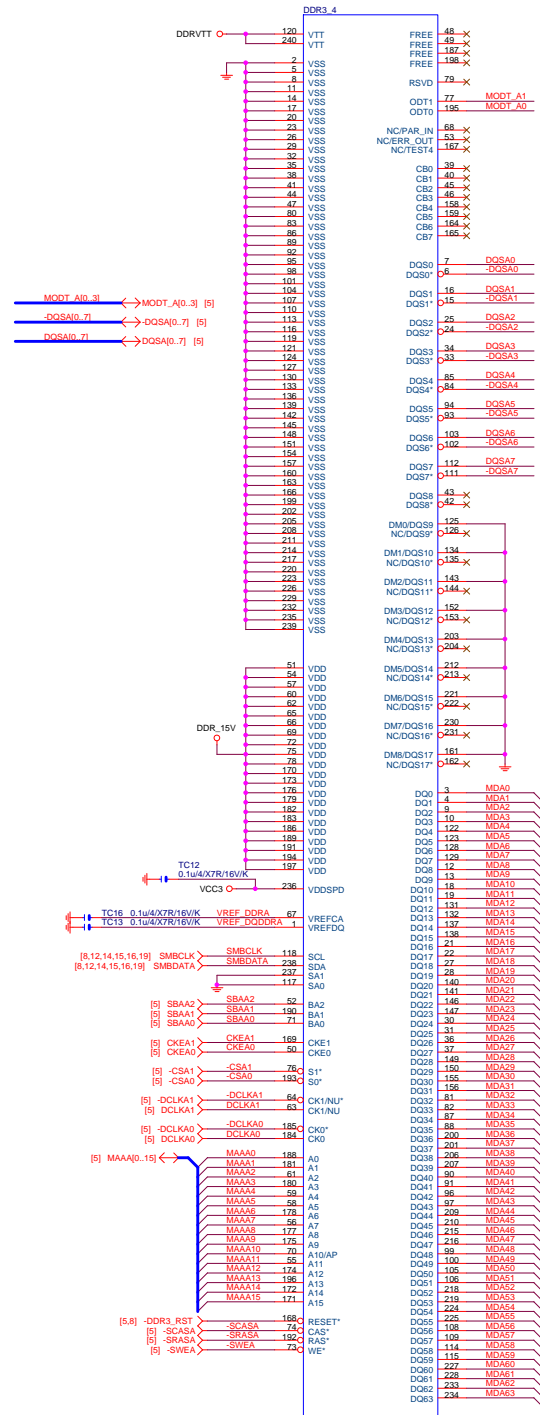 DDR3_4
DDRVTT
120 VTT
240 VTT
2 VSS
5 VSS
8 VSS
11 VSS
14 VSS
17 VSS
20 VSS
23 VSS
26 VSS
29 VSS
32 VSS
35 VSS
38 VSS
41 VSS
44 VSS
47 VSS
80 VSS
83 VSS
86 VSS
89 VSS
92 VSS
95 VSS
98 VSS
101 VSS
104 VSS
107 VSS
110 VSS
113 VSS
116 VSS
119 VSS
121 VSS
124 VSS
127 VSS
130 VSS
133 VSS
136 VSS
139 VSS
142 VSS
145 VSS
148 VSS
151 VSS
154 VSS
157 VSS
160 VSS
163 VSS
166 VSS
199 VSS
202 VSS
205 VSS
208 VSS
211 VSS
214 VSS
217 VSS
220 VSS
223 VSS
226 VSS
229 VSS
232 VSS
235 VSS
239 VSS
MODT_A[0..3] MODT_A[0..3] [5]
-DQSA[0..7] -DQSA[0..7] [5]
DQSA[0..7] DQSA[0..7] [5]
DDR_15V
51 VDD
54 VDD
57 VDD
60 VDD
62 VDD
65 VDD
66 VDD
69 VDD
72 VDD
75 VDD
78 VDD
170 VDD
173 VDD
176 VDD
179 VDD
182 VDD
183 VDD
186 VDD
189 VDD
191 VDD
194 VDD
197 VDD
TC12
0.1u/4/X7R/16V/K
VCC3 236 VDDSPD
TC16 0.1u/4/X7R/16V/K VREF_DDRA 67 VREFCA
TC13 0.1u/4/X7R/16V/K VREF_DQDDRA 1 VREFDQ
[8,12,14,15,16,19] SMBCLK SMBCLK 118 SCL
[8,12,14,15,16,19] SMBDATA SMBDATA 238 SDA
237 SA1
117 SA0
[5] SBAA2 SBAA2 52 BA2
[5] SBAA1 SBAA1 190 BA1
[5] SBAA0 SBAA0 71 BA0
[5] CKEA1 CKEA1 169 CKE1
[5] CKEA0 CKEA0 50 CKE0
[5] -CSA1 -CSA1 76 S1*
[5] -CSA0 -CSA0 193 S0*
[5] -DCLKA1 -DCLKA1 64 CK1/NU*
[5] DCLKA1 DCLKA1 63 CK1/NU
[5] -DCLKA0 -DCLKA0 185 CK0*
[5] DCLKA0 DCLKA0 184 CK0
[5] MAAA[0..15]
MAAA0 188 A0
MAAA1 181 A1
MAAA2 61 A2
MAAA3 180 A3
MAAA4 59 A4
MAAA5 58 A5
MAAA6 178 A6
MAAA7 56 A7
MAAA8 177 A8
MAAA9 175 A9
MAAA10 70 A10/AP
MAAA11 55 A11
MAAA12 174 A12
MAAA13 196 A13
MAAA14 172 A14
MAAA15 171 A15
[5,8] -DDR3_RST 168 RESET*
[5] -SCASA -SCASA 74 CAS*
[5] -SRASA -SRASA 192 RAS*
[5] -SWEA -SWEA 73 WE*
FREE 48
FREE 49
FREE 187
FREE 198
RSVD 79
ODT1 77 MODT_A1
ODT0 195 MODT_A0
NC/PAR_IN 68
NC/ERR_OUT 53
NC/TEST4 167
CB0 39
CB1 40
CB2 45
CB3 46
CB4 158
CB5 159
CB6 164
CB7 165
DQS0 7 DQSA0
DQS0* 6 -DQSA0
DQS1 16 DQSA1
DQS1* 15 -DQSA1
DQS2 25 DQSA2
DQS2* 24 -DQSA2
DQS3 34 DQSA3
DQS3* 33 -DQSA3
DQS4 85 DQSA4
DQS4* 84 -DQSA4
DQS5 94 DQSA5
DQS5* 93 -DQSA5
DQS6 103 DQSA6
DQS6* 102 -DQSA6
DQS7 112 DQSA7
DQS7* 111 -DQSA7
DQS8 43
DQS8* 42
DM0/DQS9 125
NC/DQS9* 126
DM1/DQS10 134
NC/DQS10* 135
DM2/DQS11 143
NC/DQS11* 144
DM3/DQS12 152
NC/DQS12* 153
DM4/DQS13 203
NC/DQS13* 204
DM5/DQS14 212
NC/DQS14* 213
DM6/DQS15 221
NC/DQS15* 222
DM7/DQS16 230
NC/DQS16* 231
DM8/DQS17 161
NC/DQS17* 162
DQ0 3 MDA0
DQ1 4 MDA1
DQ2 9 MDA2
DQ3 10 MDA3
DQ4 122 MDA4
DQ5 123 MDA5
DQ6 128 MDA6
DQ7 129 MDA7
DQ8 12 MDA8
DQ9 13 MDA9
DQ10 18 MDA10
DQ11 19 MDA11
DQ12 131 MDA12
DQ13 132 MDA13
DQ14 137 MDA14
DQ15 138 MDA15
DQ16 21 MDA16
DQ17 22 MDA17
DQ18 27 MDA18
DQ19 28 MDA19
DQ20 140 MDA20
DQ21 141 MDA21
DQ22 146 MDA22
DQ23 147 MDA23
DQ24 30 MDA24
DQ25 31 MDA25
DQ26 36 MDA26
DQ27 37 MDA27
DQ28 149 MDA28
DQ29 150 MDA29
DQ30 155 MDA30
DQ31 156 MDA31
DQ32 81 MDA32
DQ33 82 MDA33
DQ34 87 MDA34
DQ35 88 MDA35
DQ36 200 MDA36
DQ37 201 MDA37
DQ38 206 MDA38
DQ39 207 MDA39
DQ40 90 MDA40
DQ41 91 MDA41
DQ42 96 MDA42
DQ43 97 MDA43
DQ44 209 MDA44
DQ45 210 MDA45
DQ46 215 MDA46
DQ47 216 MDA47
DQ48 99 MDA48
DQ49 100 MDA49
DQ50 105 MDA50
DQ51 106 MDA51
DQ52 218 MDA52
DQ53 219 MDA53
DQ54 224 MDA54
DQ55 225 MDA55
DQ56 108 MDA56
DQ57 109 MDA57
DQ58 114 MDA58
DQ59 115 MDA59
DQ60 227 MDA60
DQ61 228 MDA61
DQ62 233 MDA62
DQ63 234 MDA63